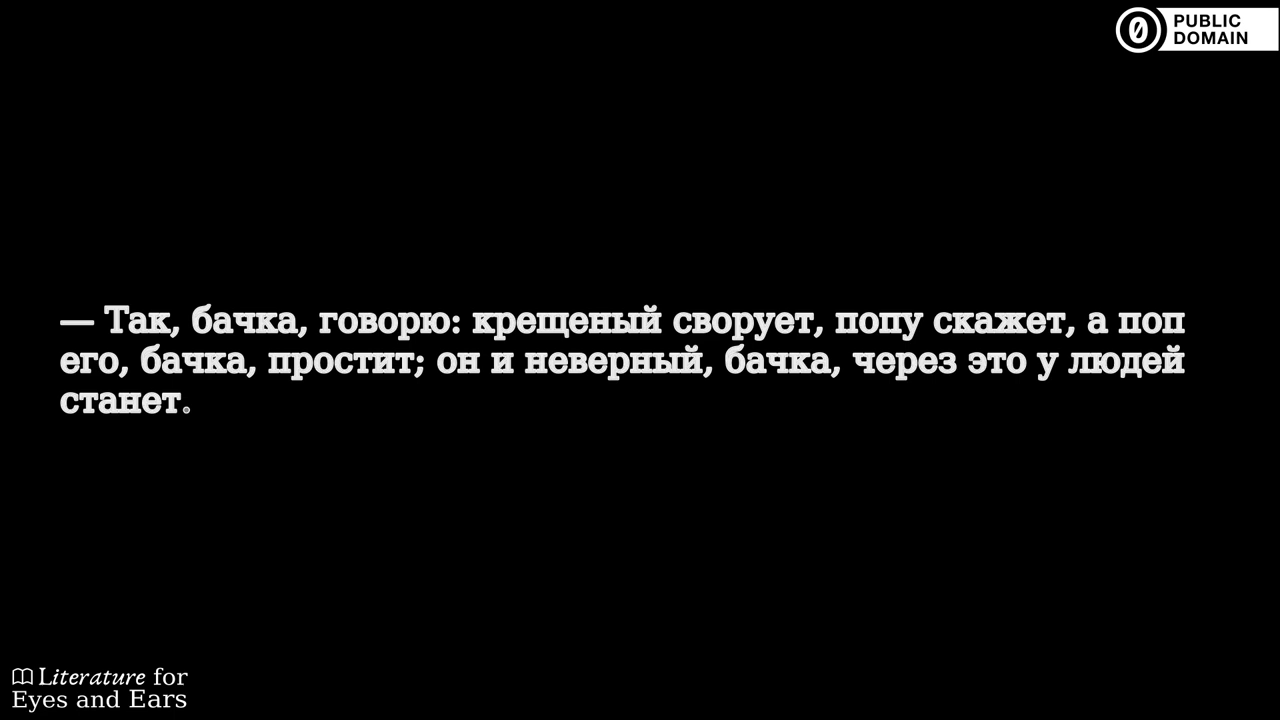 PUBLIC
DOMAIN
— Так, бачка, говорю: крещеный сворует, попу скажет, а поп
его, бачка, простит; он и неверный, бачка, через это у людей
станет.
Literature for
Eyes and Ears